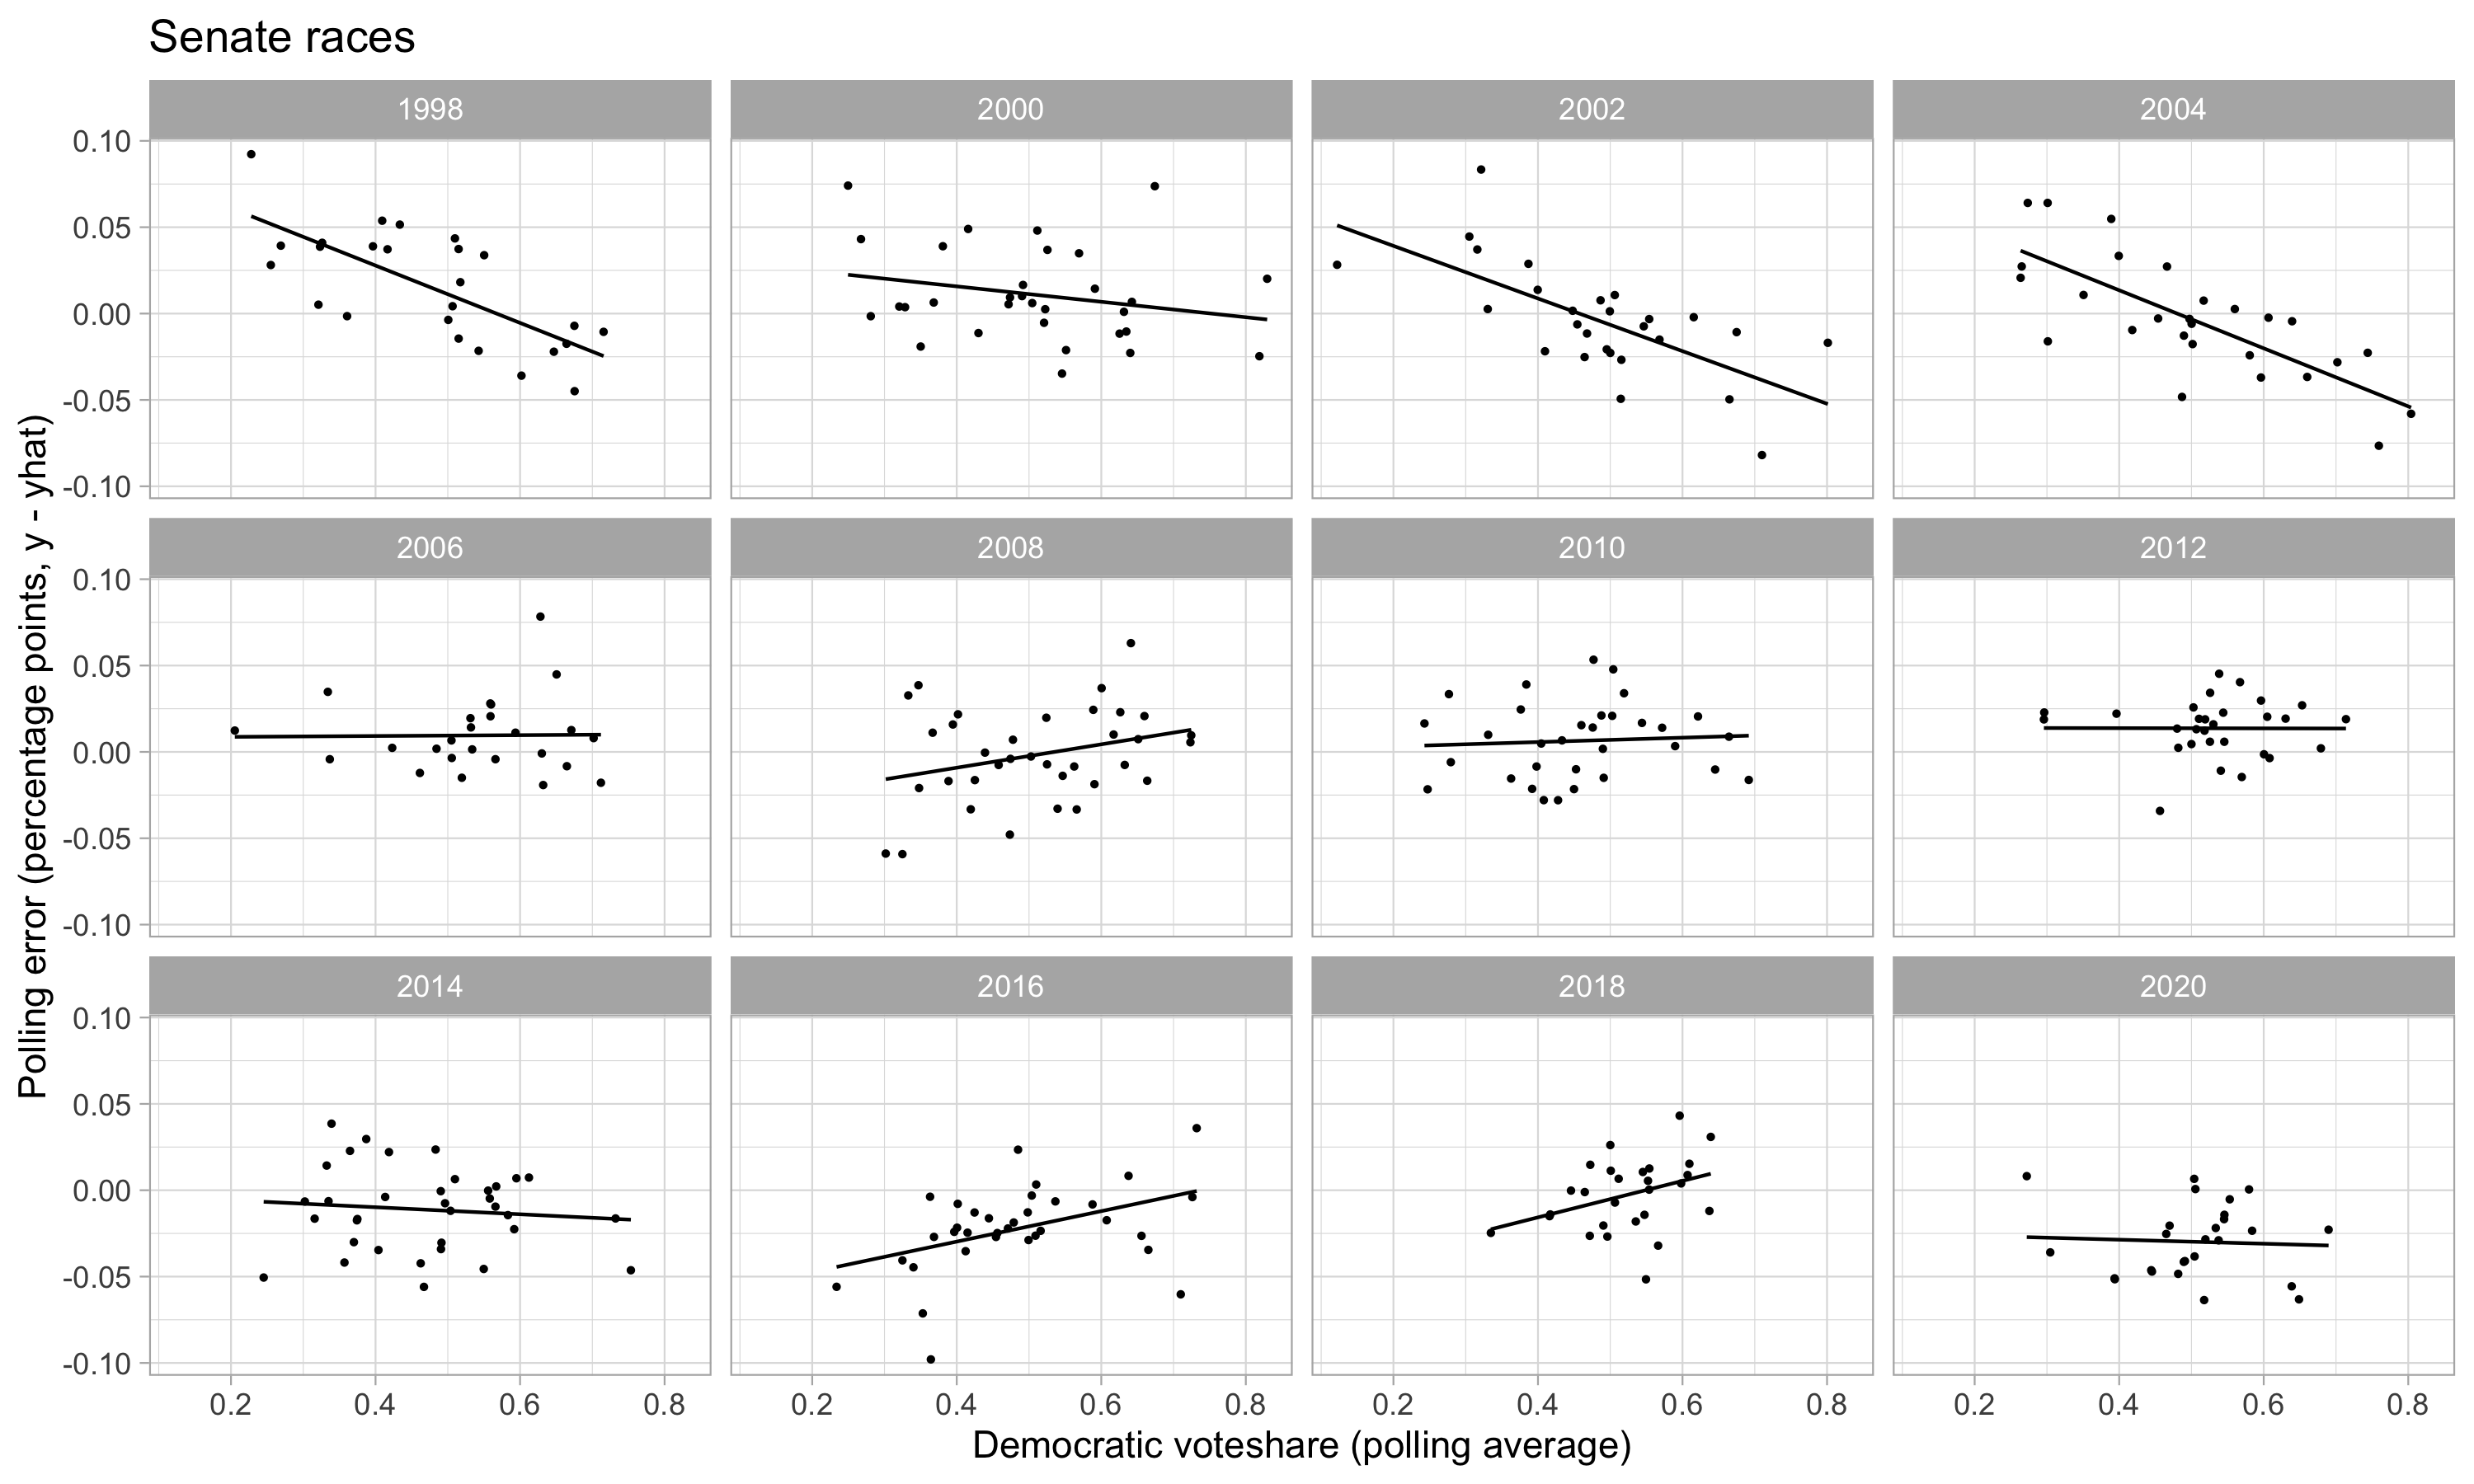 Senate races
1998 2000 2002 2004
0.10
0.05
0.00
-0.05
-0.10
2006 2008 2010 2012
0.10
0.05
0.00
-0.05
-0.10
2014 2016 2018 2020
0.10
0.05
0.00
-0.05
-0.10
0.2 0.4 0.6 0.8 0.2 0.4 0.6 0.8 0.2 0.4 0.6 0.8 0.2 0.4 0.6 0.8
Democratic voteshare (polling average)
Polling error (percentage points, y - yhat)